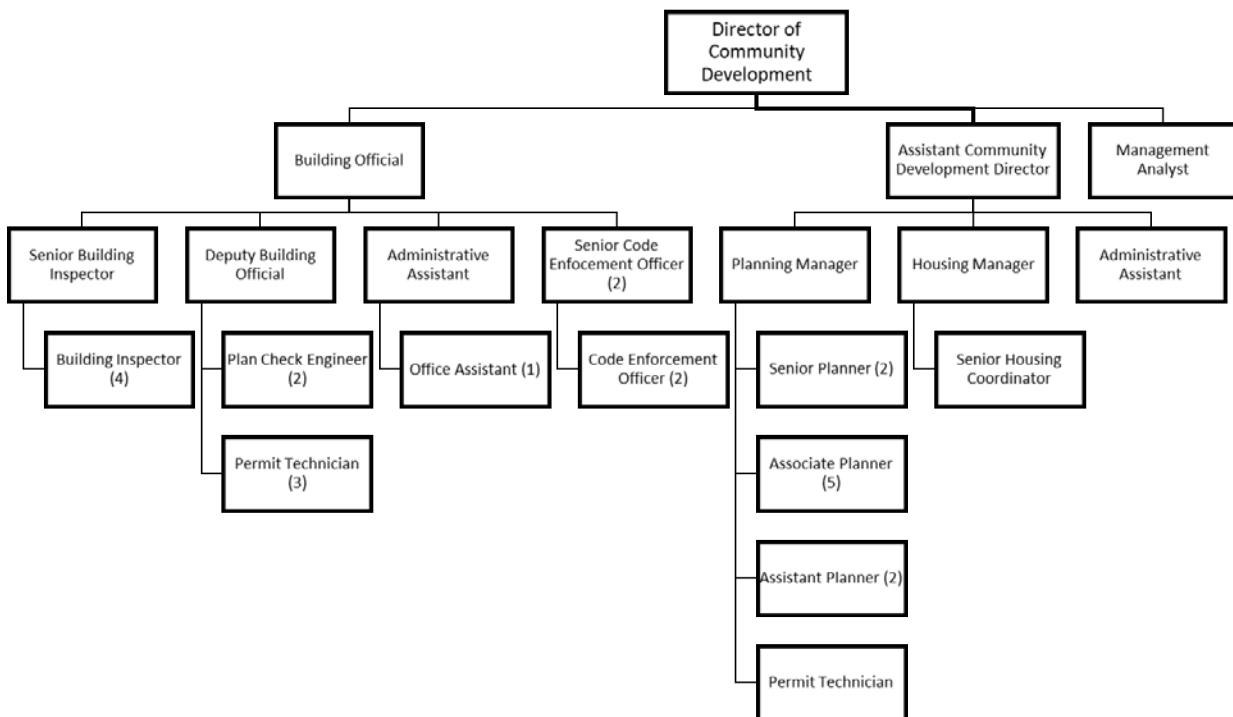 Director of
Community
Development
Building Official
Assistant Community
Development Director
Management
Analyst
Senior Building
Inspector
Deputy Building
Official
Administrative
Assistant
Senior Code
Enfocement Officer
(2)
Planning Manager
Housing Manager
Administrative
Assistant
Building Inspector
(4)
Plan Check Engineer
(2)
Office Assistant (1)
Code Enforcement
Officer (2)
Senior Planner (2)
Senior Housing
Coordinator
Permit Technician
(3)
Associate Planner
(5)
Assistant Planner (2)
Permit Technician